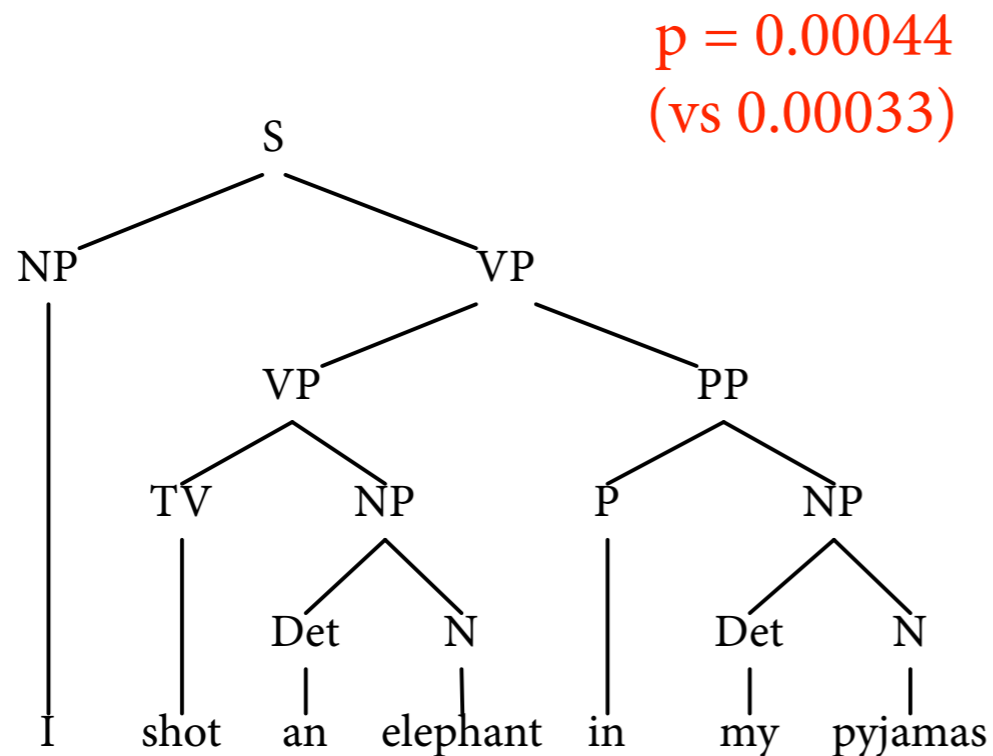 p = 0.00044
(vs 0.00033)
S
NP VP
VP PP
TV NP P NP
Det N Det N
I shot an elephant in my pyjamas